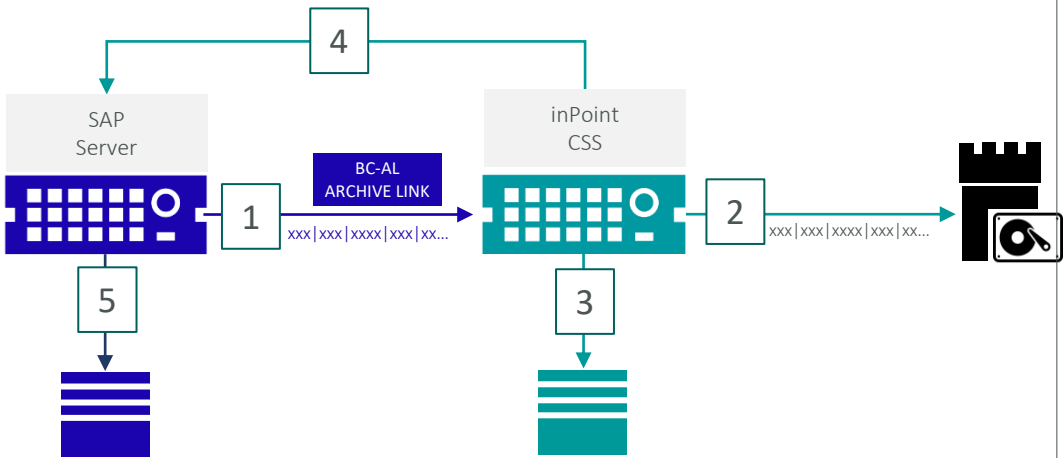 4
SAP
Server
inPoint
CSS
BC-AL
ARCHIVE LINK
1
xxx|xxx|xxxx|xxx|xx...
2
xxx|xxx|xxxx|xxx|xx...
5
3